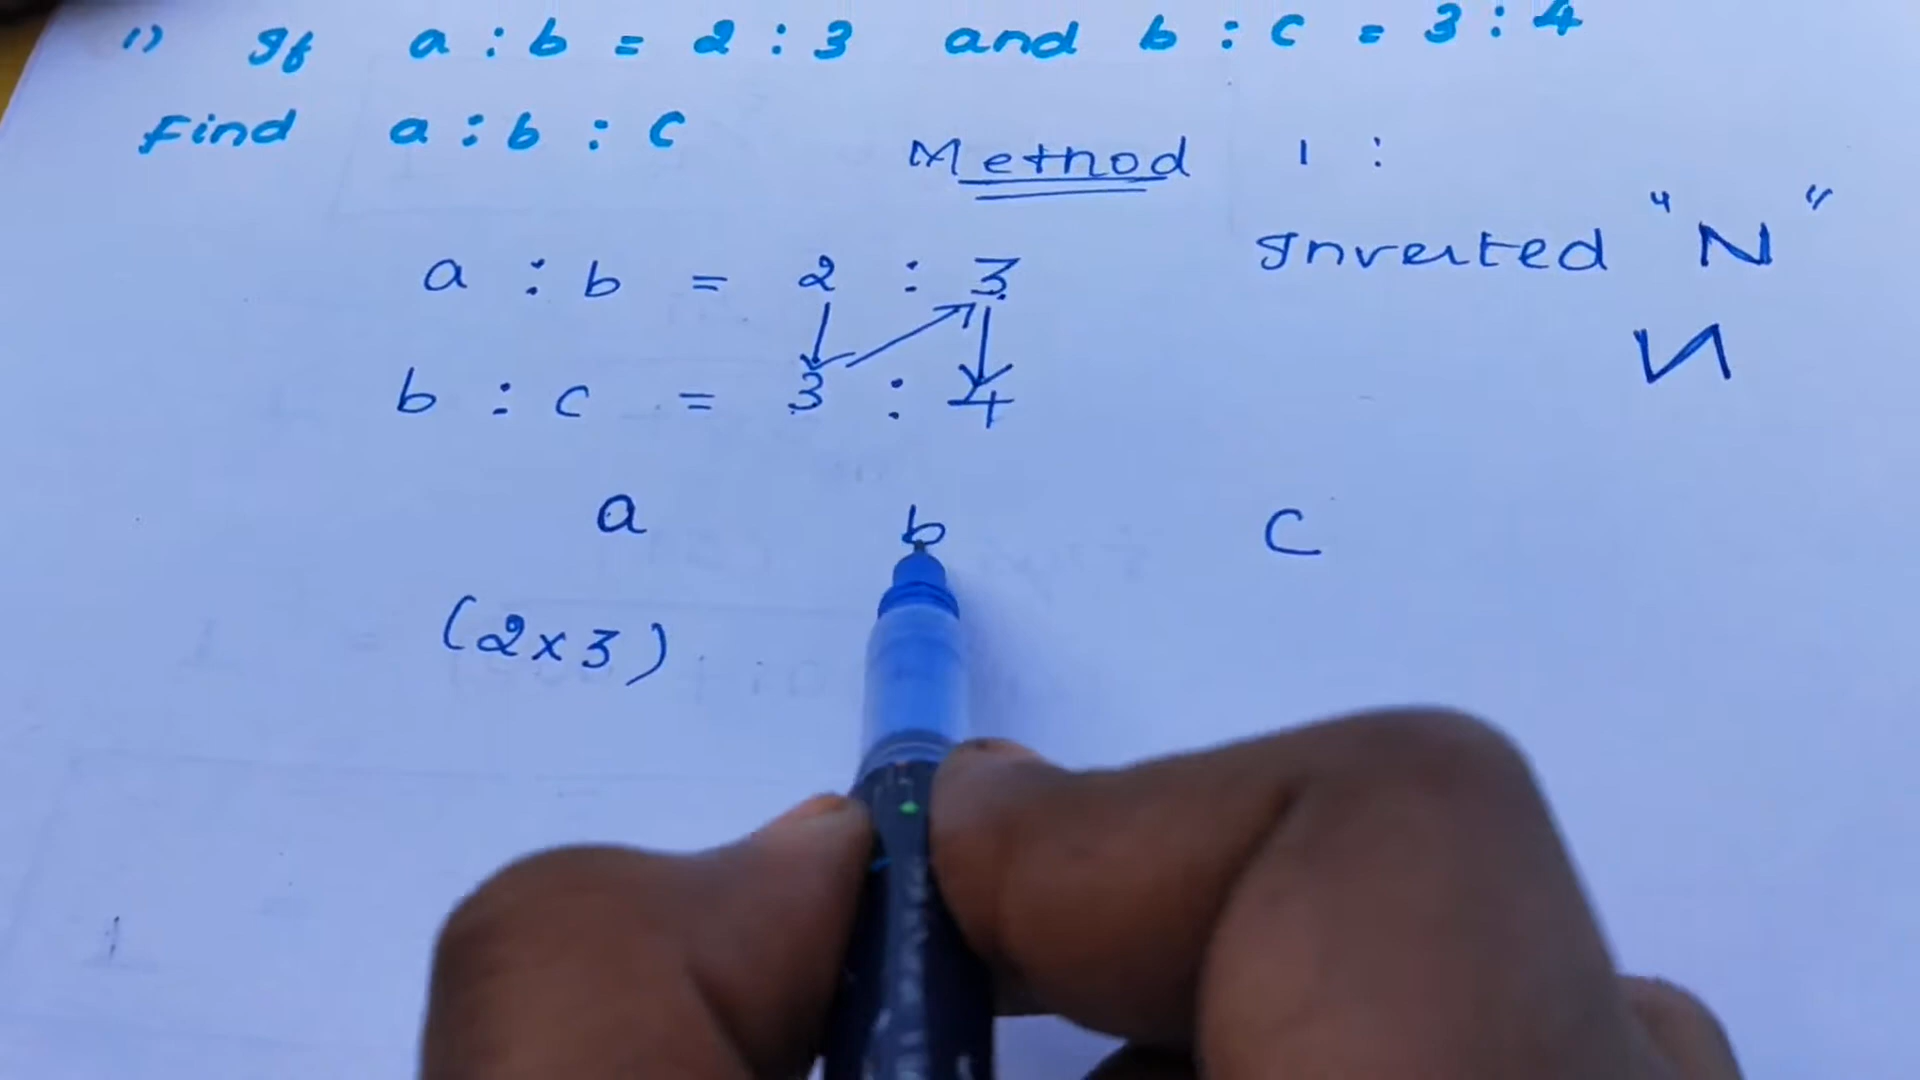 1) If a : b = 2 : 3 and b : c = 3 : 4
Find a : b : c
Method 1 :
Inverted "N"
a : b = 2 : 3
b : c = 3 : 4
a b c
(2x3)